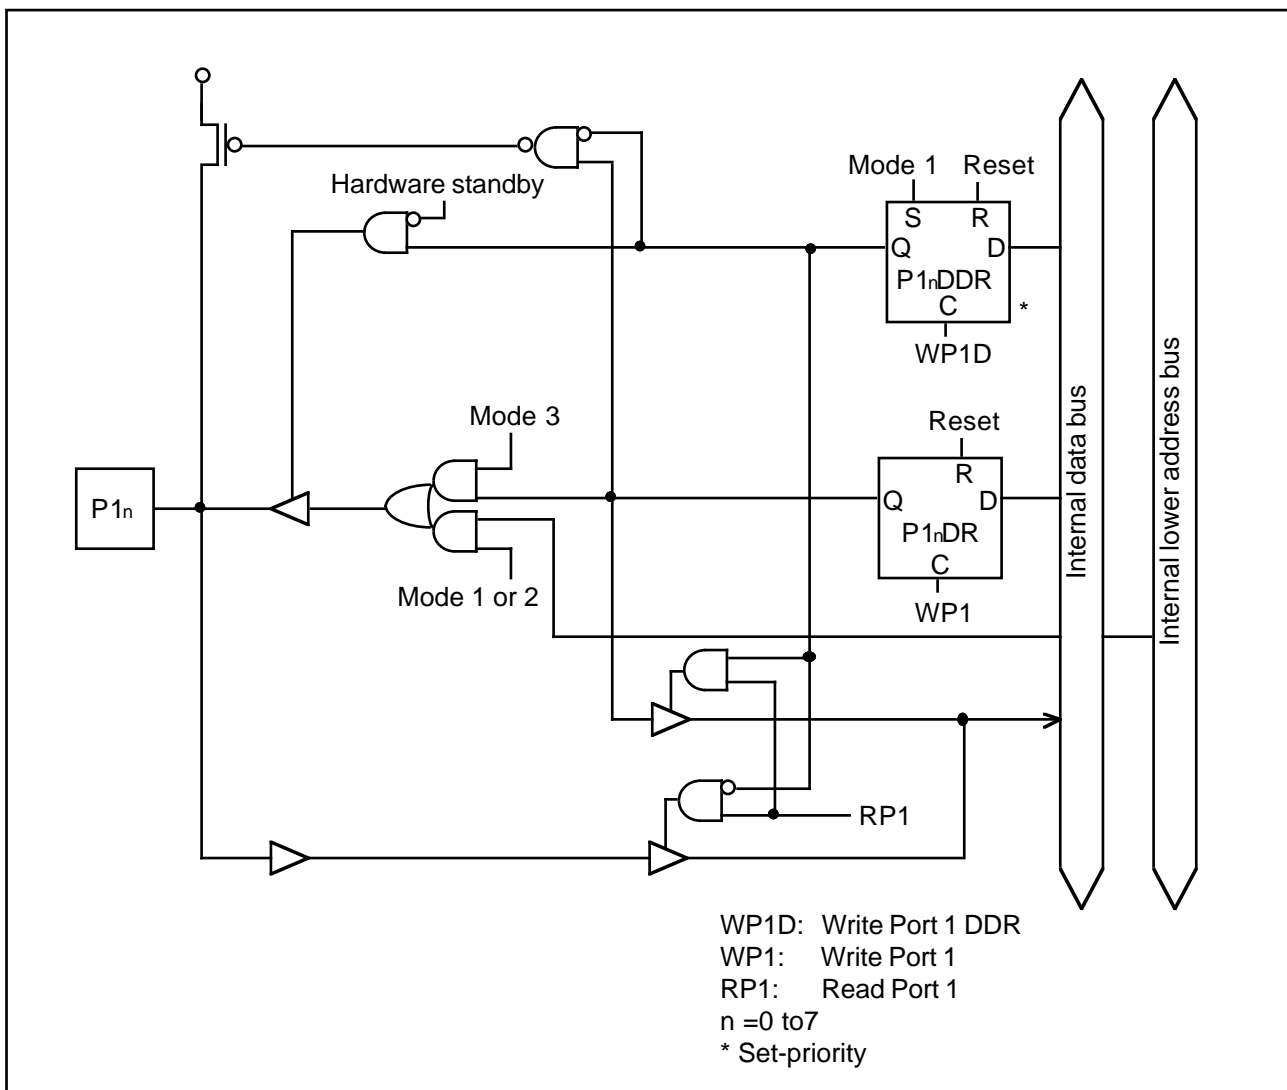 Hardware standby
Mode 1 Reset
S R
Q D
P1nDDR
C *
WP1D
Mode 3
Reset
R
P1n
Q D
P1nDR
C
Mode 1 or 2
WP1
Internal data bus
Internal lower address bus
RP1
WP1D: Write Port 1 DDR
WP1: Write Port 1
RP1: Read Port 1
n =0 to7
* Set-priority